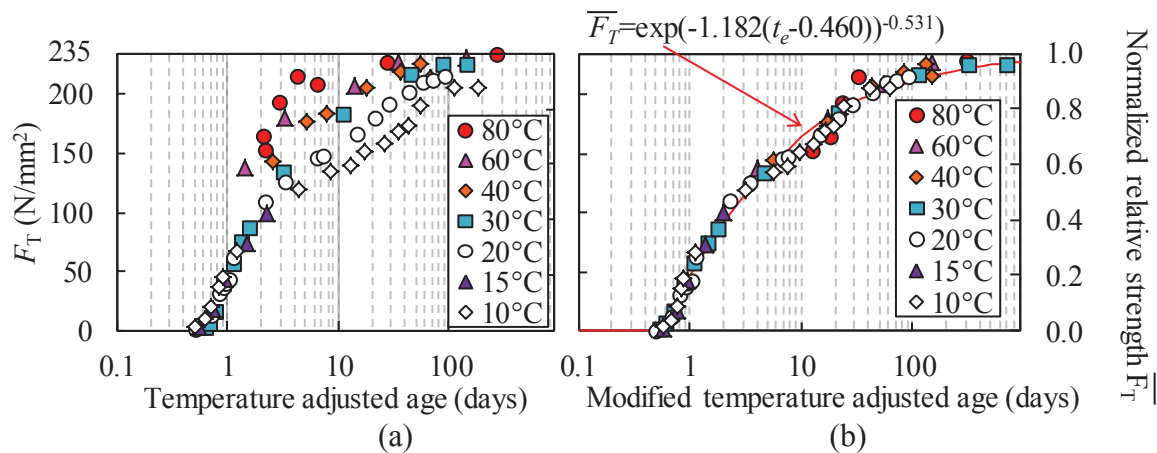 F̅_T̅=exp(-1.182(t_e-0.460))^-0.531
F_T (N/mm²)
235
200
150
100
50
0
80°C
60°C
40°C
30°C
20°C
15°C
10°C
0.1 1 10 100
Temperature adjusted age (days)
(a)
80°C
60°C
40°C
30°C
20°C
15°C
10°C
1.0
0.8
0.6
0.4
0.2
0.0
Normalized relative strength F̅_T̅
0.1 1 10 100
Modified temperature adjusted age (days)
(b)